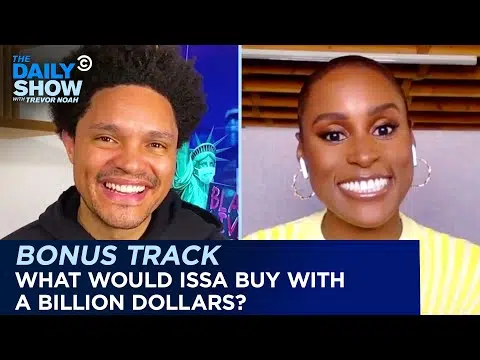 THE
DAILY
SHOW
WITH TREVOR NOAH
BONUS TRACK
WHAT WOULD ISSA BUY WITH
A BILLION DOLLARS?